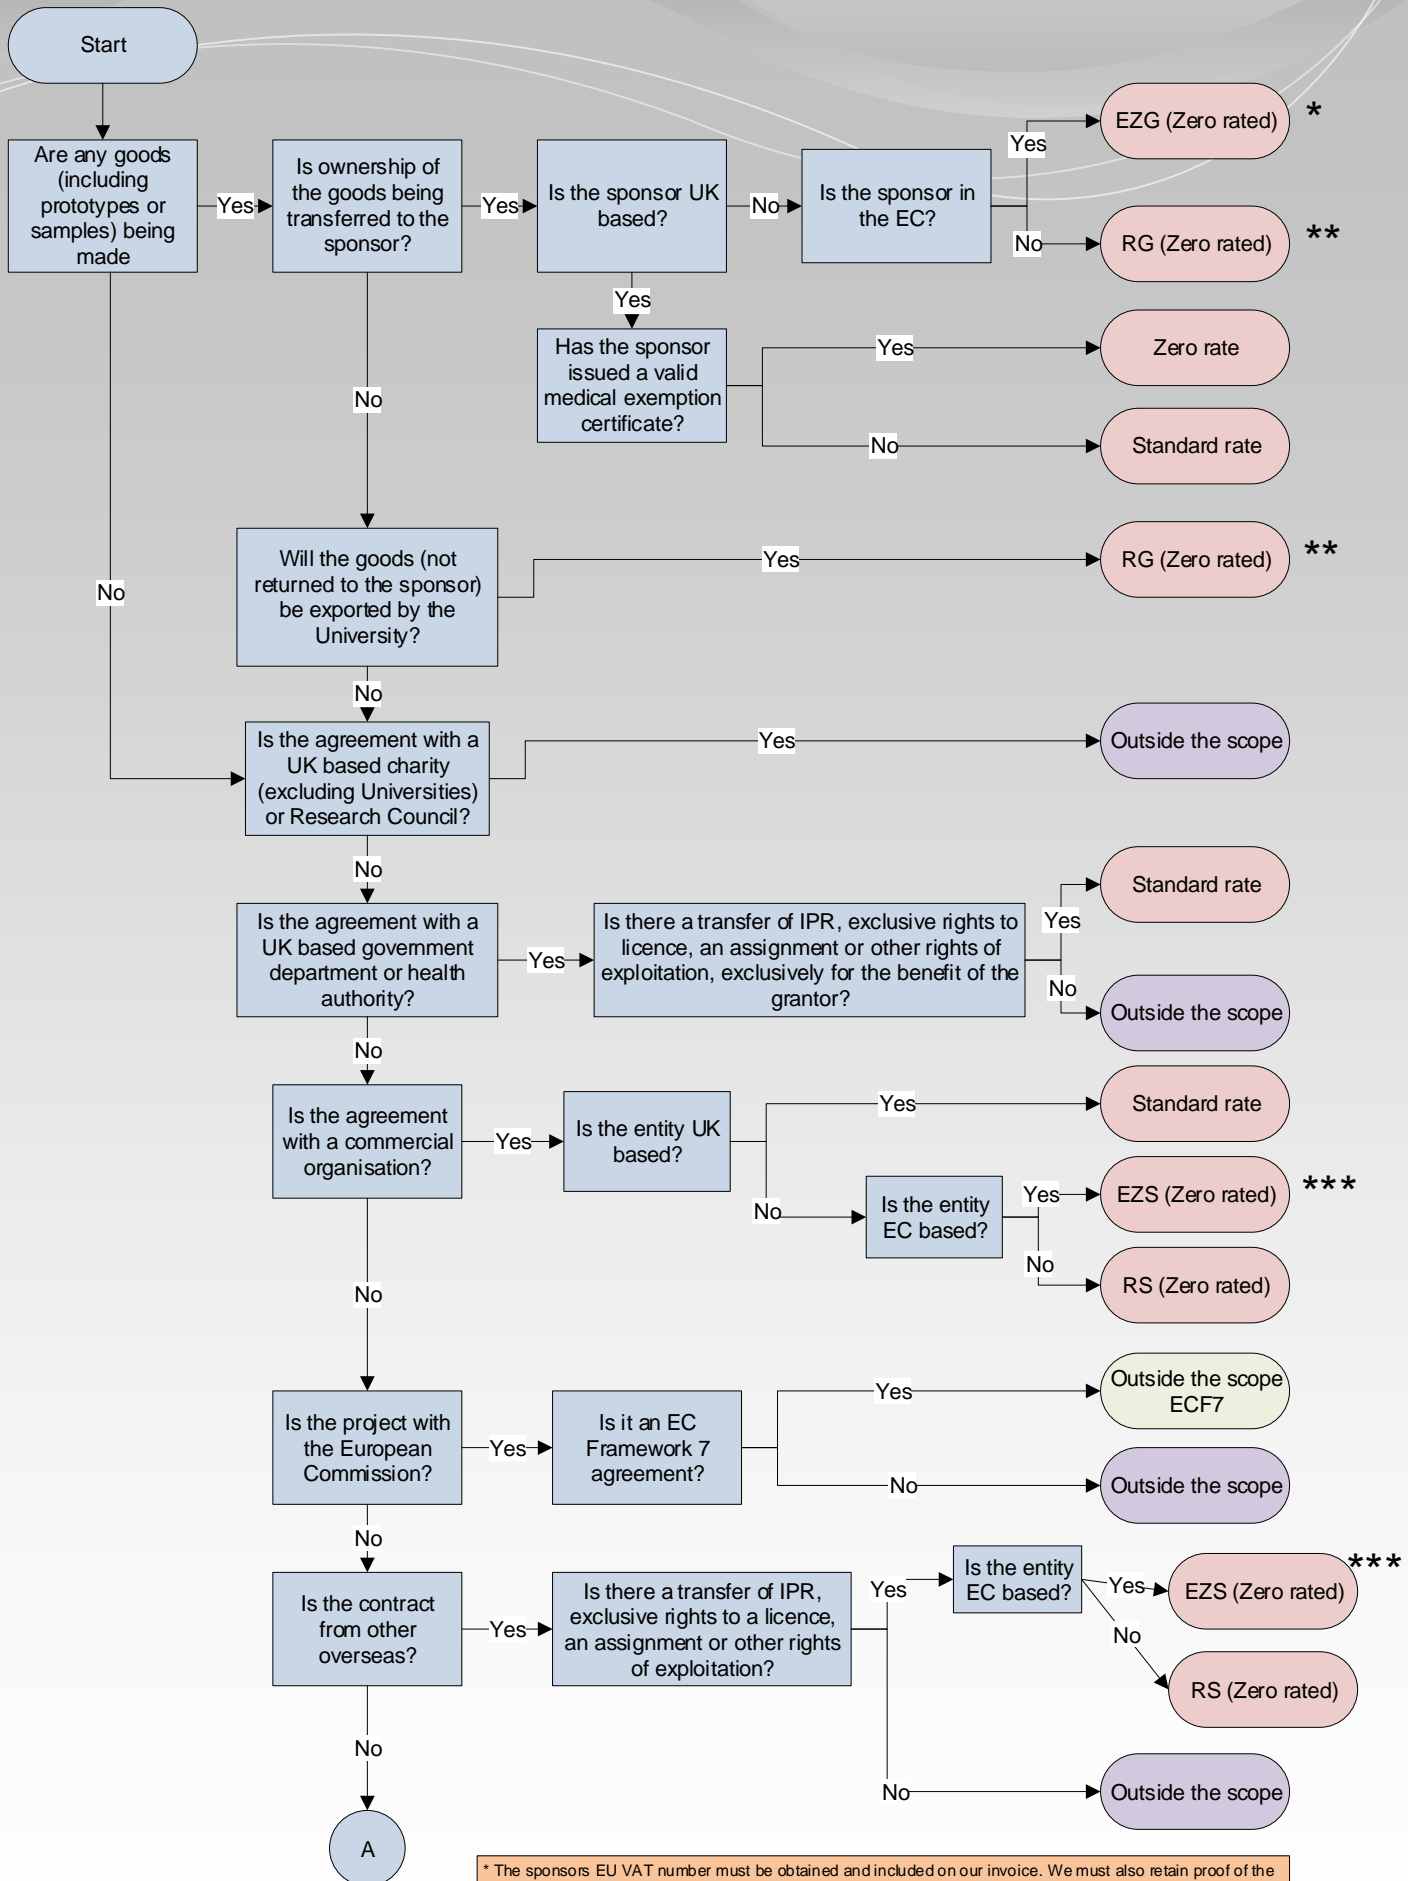 Start
Are any goods
(including
prototypes or
samples) being
made
Yes
Is ownership of
the goods being
transferred to the
sponsor?
Yes
Is the sponsor UK
based?
No
Is the sponsor in
the EC?
Yes
EZG (Zero rated)
*
No
RG (Zero rated)
**
Yes
Has the sponsor
issued a valid
medical exemption
certificate?
Yes
Zero rate
No
Standard rate
No
Will the goods (not
returned to the sponsor)
be exported by the
University?
Yes
RG (Zero rated)
**
No
No
Is the agreement with a
UK based charity
(excluding Universities)
or Research Council?
Yes
Outside the scope
No
Is the agreement with a
UK based government
department or health
authority?
Yes
Is there a transfer of IPR, exclusive rights to
licence, an assignment or other rights of
exploitation, exclusively for the benefit of the
grantor?
Yes
Standard rate
No
Outside the scope
No
Is the agreement
with a commercial
organisation?
Yes
Is the entity UK
based?
Yes
Standard rate
No
Is the entity
EC based?
Yes
EZS (Zero rated)
***
No
RS (Zero rated)
No
Is the project with
the European
Commission?
Yes
Is it an EC
Framework 7
agreement?
Yes
Outside the scope
ECF7
No
Outside the scope
No
Is the contract
from other
overseas?
Yes
Is there a transfer of IPR,
exclusive rights to a licence,
an assignment or other rights
of exploitation?
Yes
Is the entity
EC based?
Yes
EZS (Zero rated)
***
No
RS (Zero rated)
No
Outside the scope
No
A
* The sponsors EU VAT number must be obtained and included on our invoice. We must also retain proof of the